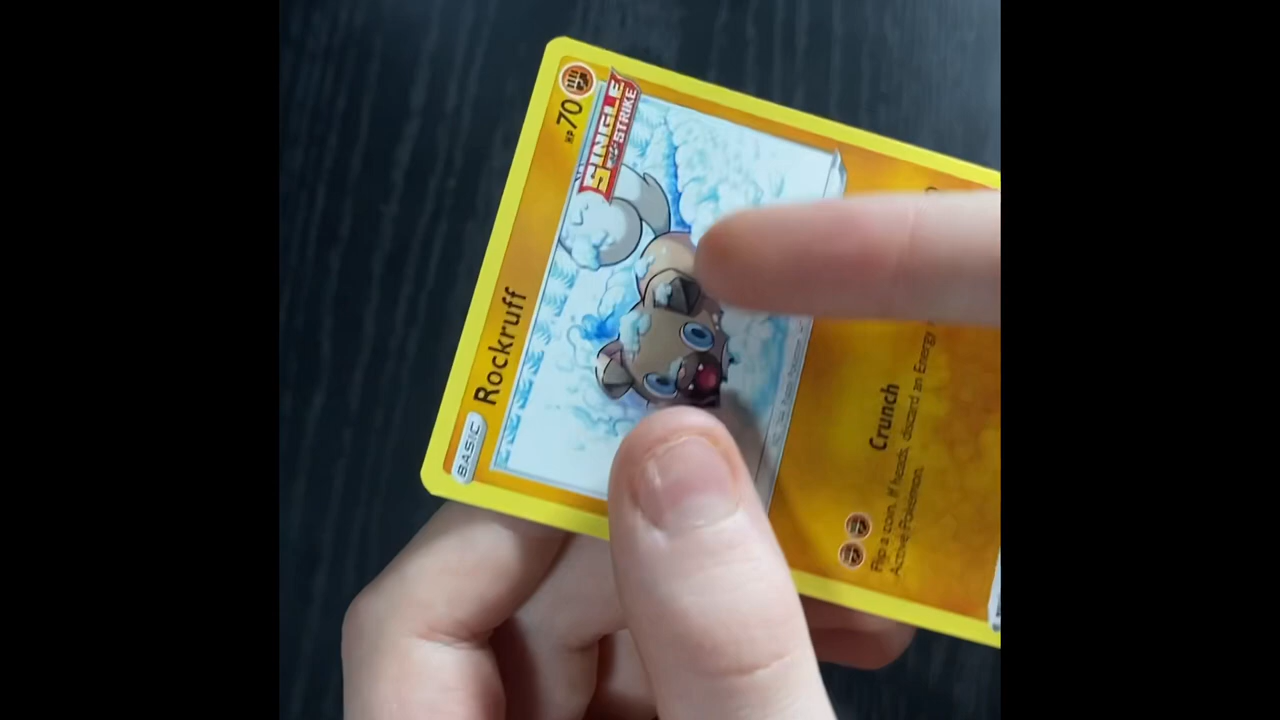 BASIC
Rockruff
HP 70
SINGLE
STRIKE
Crunch
Flip a coin. If heads, discard an Energy
Active Pokémon.